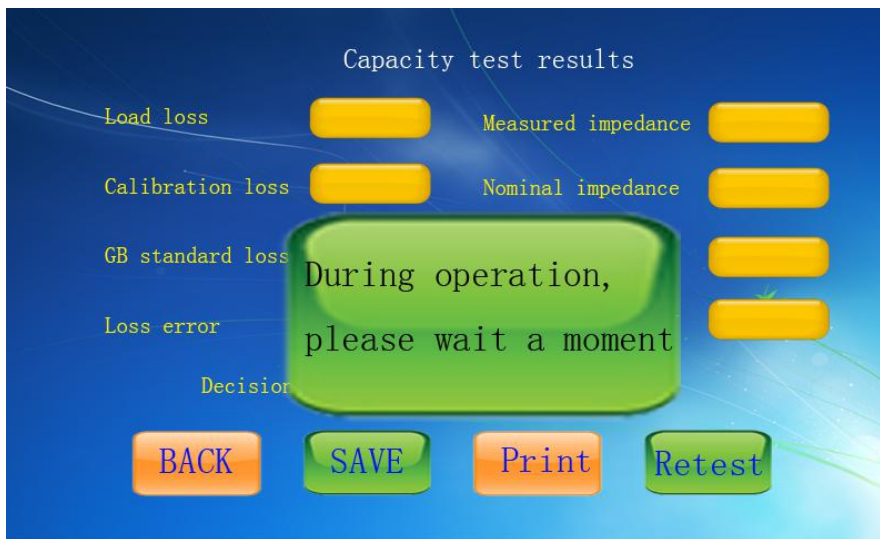 Capacity test results
Load loss
Measured impedance
Calibration loss
Nominal impedance
GB standard loss
During operation,
please wait a moment
Loss error
Decision
BACK
SAVE
Print
Retest